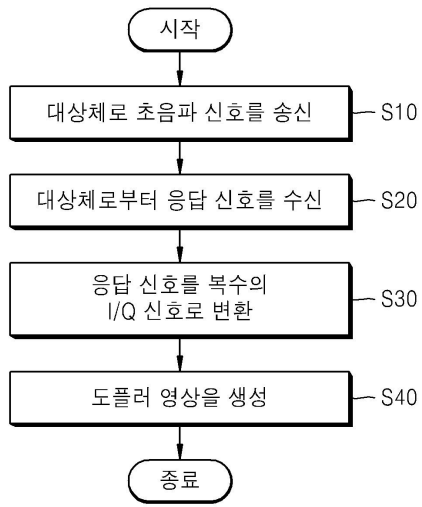 시작
대상체로 초음파 신호를 송신
S10
대상체로부터 응답 신호를 수신
S20
응답 신호를 복수의
I/Q 신호로 변환
S30
도플러 영상을 생성
S40
종료